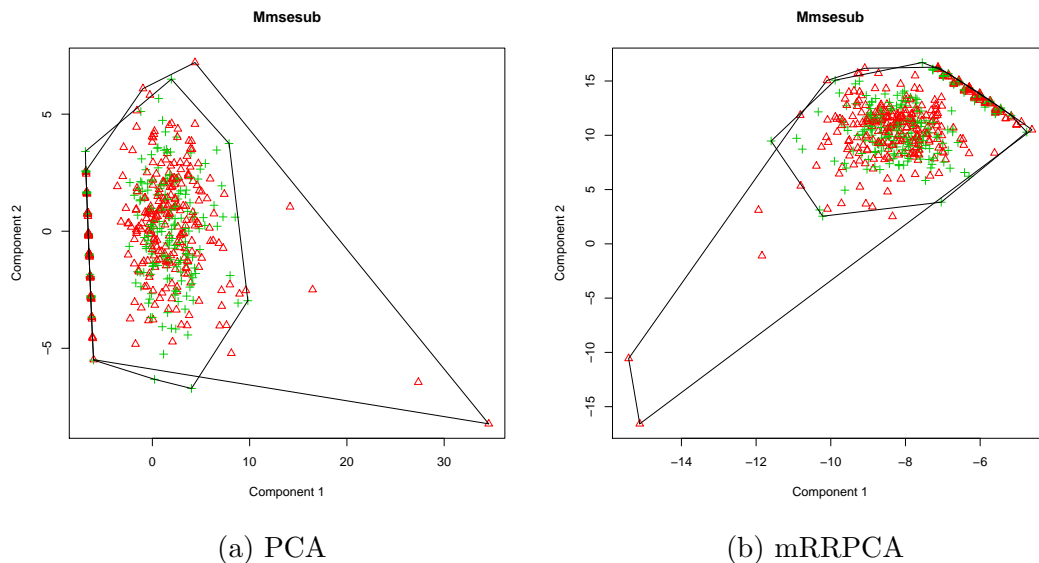 Mmsesub
5
0
−5
Component 2
0 10 20 30
Component 1
(a) PCA
Mmsesub
15
10
5
0
−5
−10
−15
Component 2
−14 −12 −10 −8 −6
Component 1
(b) mRRPCA